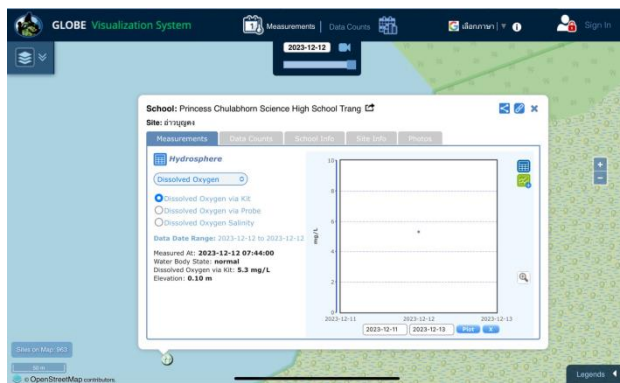 GLOBE Visualization System
1
Measurements | Data Counts
เลือกภาษา | ▼
Sign In
2023-12-12
School: Princess Chulabhorn Science High School Trang
Site: อ่าวบุญคง
Measurements
Data Counts
School Info
Site Info
Photos
Hydrosphere
Dissolved Oxygen
Dissolved Oxygen via Kit
Dissolved Oxygen via Probe
Dissolved Oxygen Salinity
Data Date Range: 2023-12-12 to 2023-12-12
Measured At: 2023-12-12 07:44:00
Water Body State: normal
Dissolved Oxygen via Kit: 5.3 mg/L
Elevation: 0.10 m
mg/L
10
8
6
4
2
0
2023-12-11
2023-12-12
2023-12-13
2023-12-11
2023-12-13
Plot
X
+
-
Sites on Map: 963
50 m
© OpenStreetMap contributors.
Legends